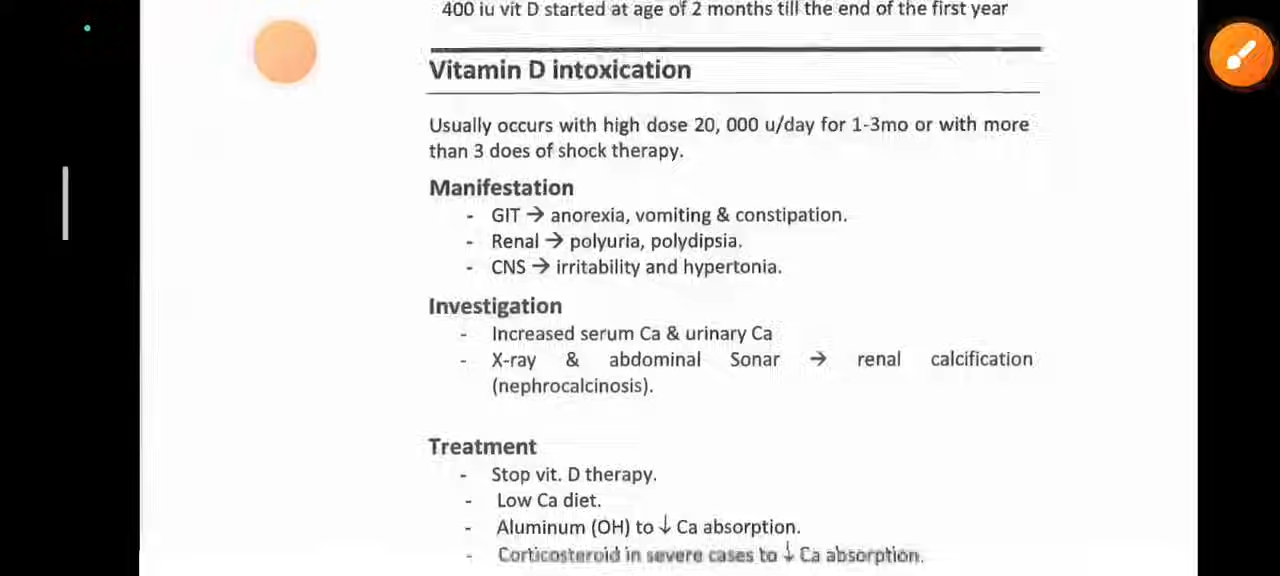 400 iu vit D started at age of 2 months till the end of the first year
Vitamin D intoxication
Usually occurs with high dose 20, 000 u/day for 1-3mo or with more
than 3 does of shock therapy.
Manifestation
- GIT → anorexia, vomiting & constipation.
- Renal → polyuria, polydipsia.
- CNS → irritability and hypertonia.
Investigation
- Increased serum Ca & urinary Ca
- X-ray & abdominal Sonar → renal calcification
(nephrocalcinosis).
Treatment
- Stop vit. D therapy.
- Low Ca diet.
- Aluminum (OH) to ↓ Ca absorption.
- Corticosteroid in severe cases to ↓ Ca absorption.